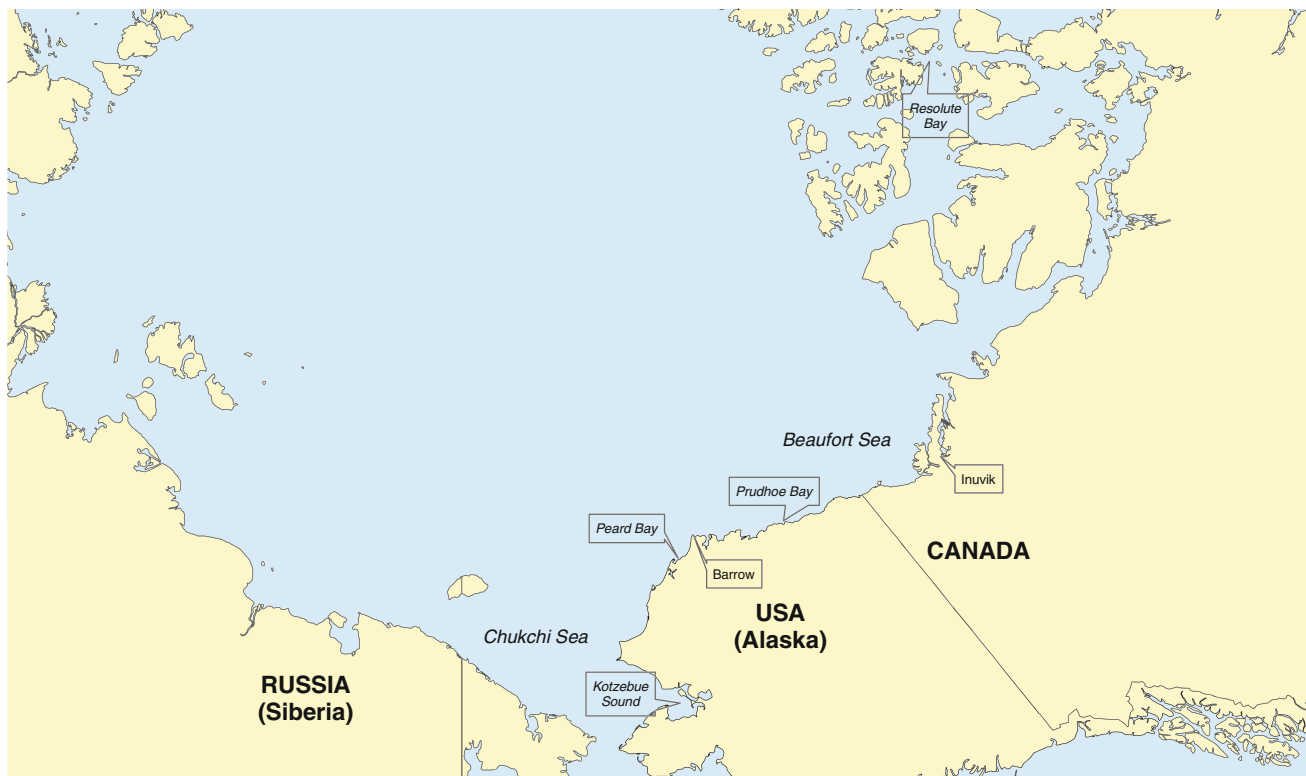 Resolute
Bay
Beaufort Sea
Inuvik
Prudhoe Bay
Peard Bay
CANADA
Barrow
USA
(Alaska)
Chukchi Sea
Kotzebue
Sound
RUSSIA
(Siberia)